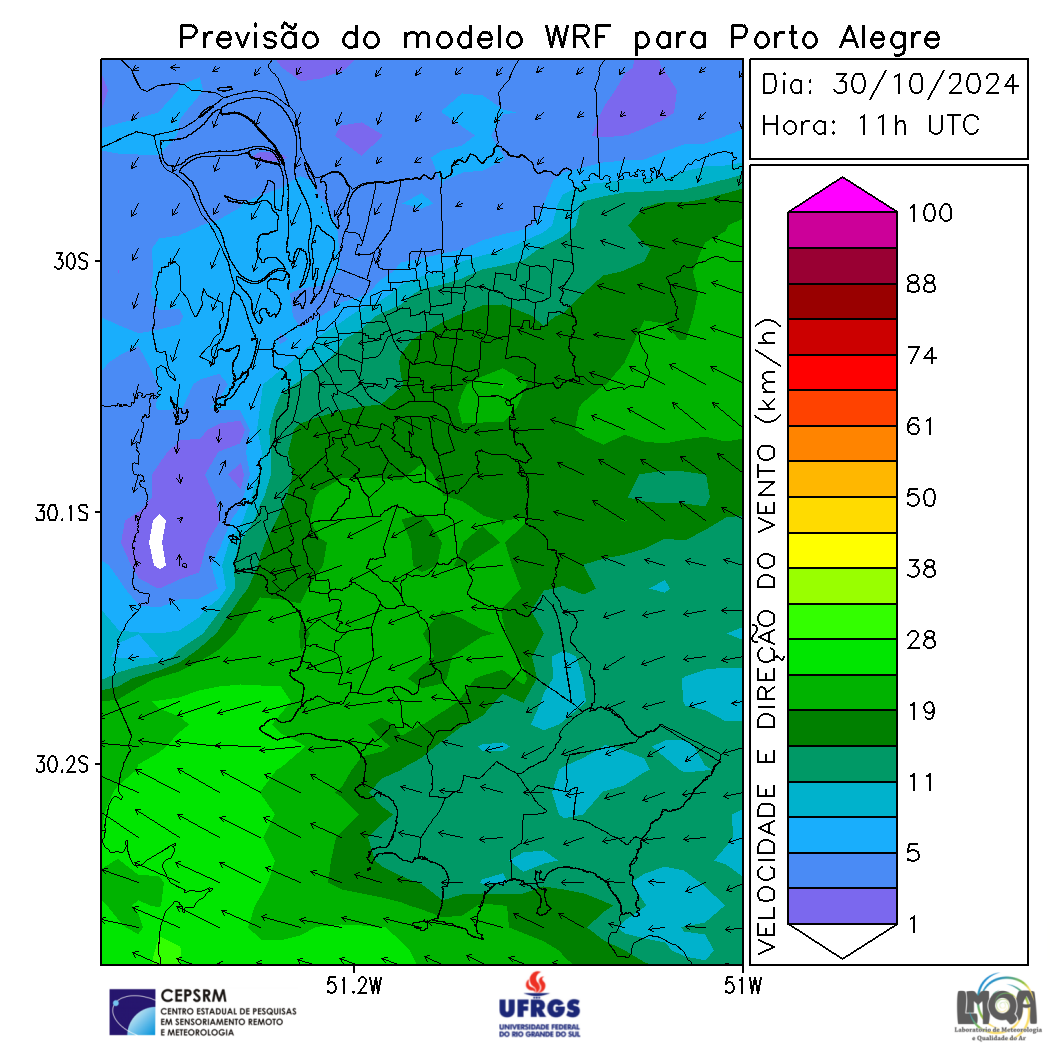 Previsão do modelo WRF para Porto Alegre
Dia: 30/10/2024
Hora: 11h UTC
30S
30.1S
30.2S
51.2W
51W
VELOCIDADE E DIREÇÃO DO VENTO (km/h)
100
88
74
61
50
38
28
19
11
5
1
CEPSRM
CENTRO ESTADUAL DE PESQUISAS
EM SENSORIAMENTO REMOTO
E METEOROLOGIA
UFRGS
UNIVERSIDADE FEDERAL
DO RIO GRANDE DO SUL
LMQA
Laboratório de Meteorologia
e Qualidade do Ar